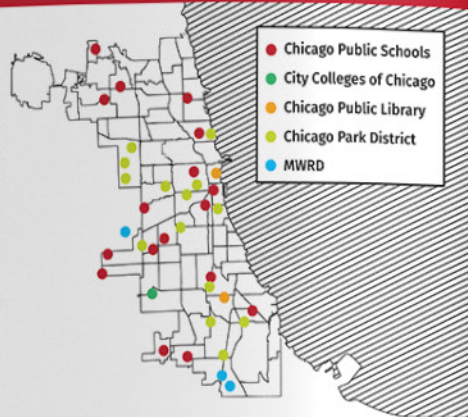 Chicago Public Schools
City Colleges of Chicago
Chicago Public Library
Chicago Park District
MWRD